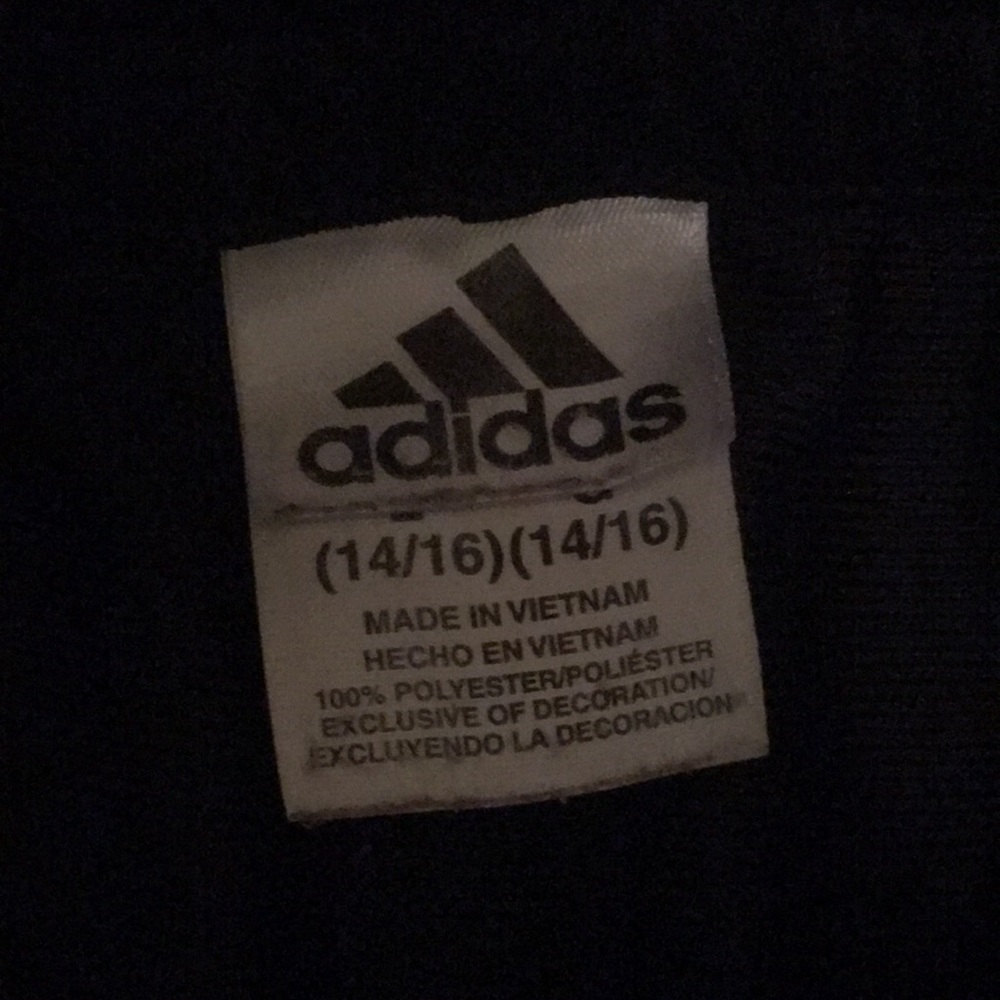 adidas
(14/16)(14/16)
MADE IN VIETNAM
HECHO EN VIETNAM
100% POLYESTER/POLIÉSTER
EXCLUSIVE OF DECORATION/
EXCLUYENDO LA DECORACION